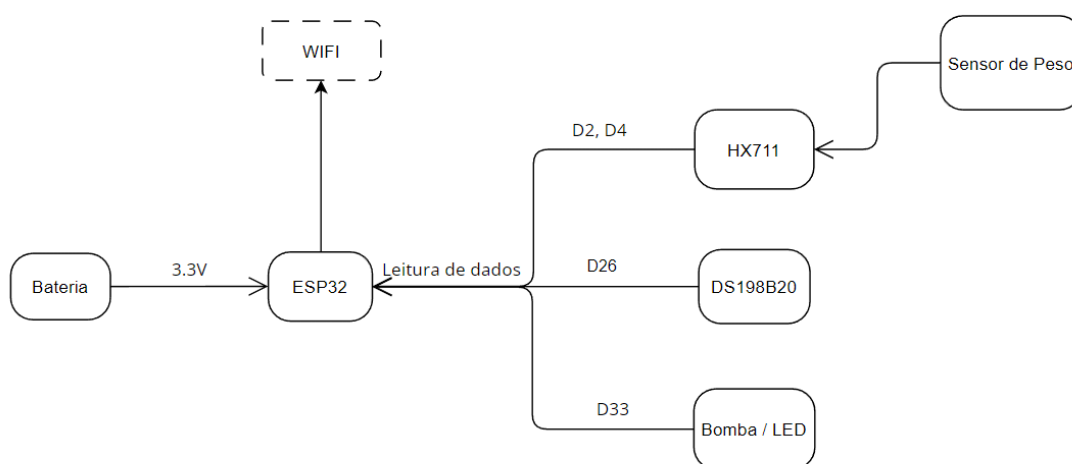 WIFI
Sensor de Peso
D2, D4
HX711
3.3V
Leitura de dados
D26
Bateria
ESP32
DS198B20
D33
Bomba / LED